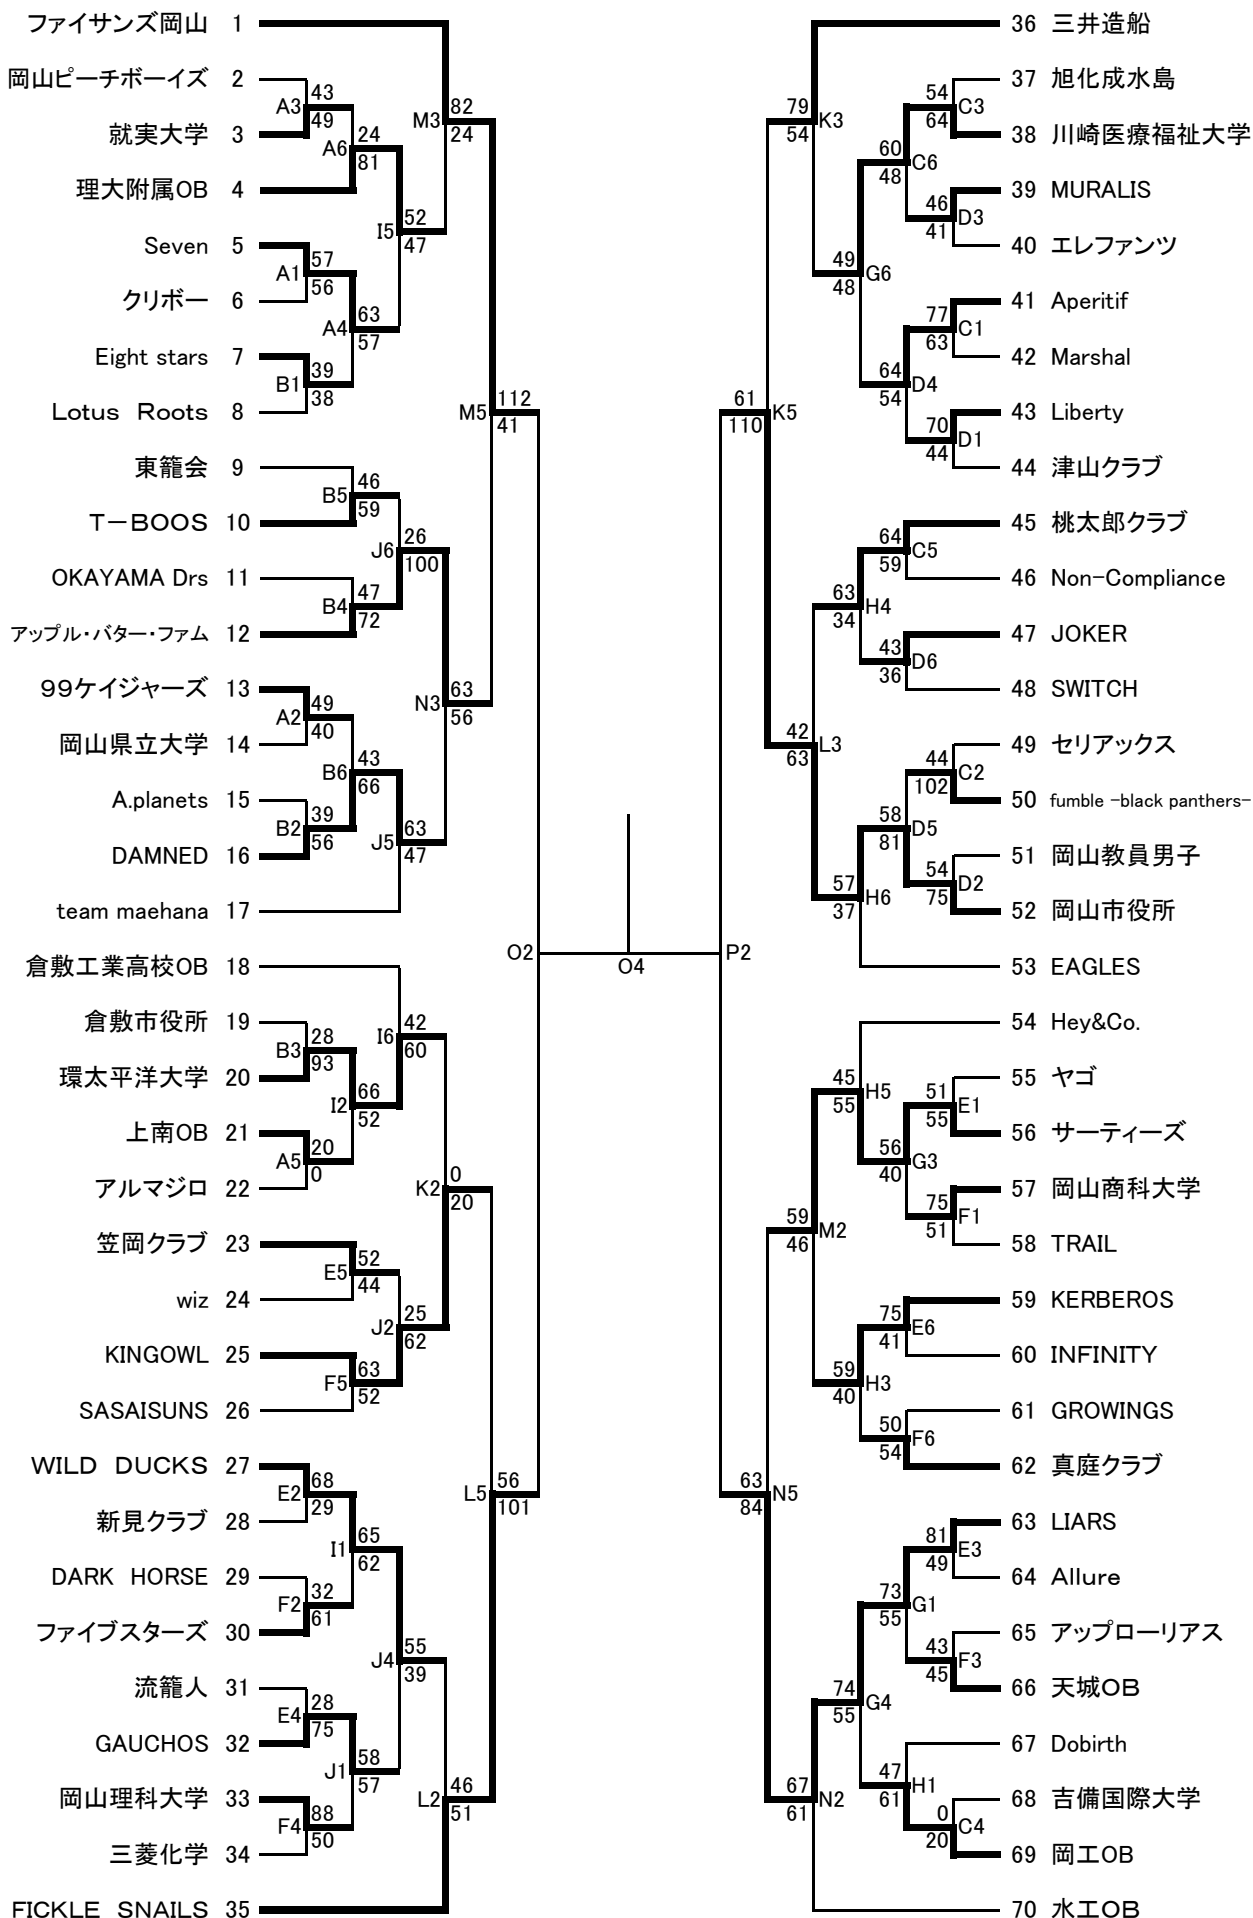 ファイサンズ岡山 1
岡山ピーチボーイズ 2
A3 43
49
就実大学 3
A6 24
81
理大附属OB 4
M3 82
24
I5 52
47
Seven 5
A1 57
56
クリボー 6
A4 63
57
Eight stars 7
B1 39
38
Lotus Roots 8
M5 112
41
東籠会 9
B5 46
59
T－BOOS 10
J6 26
100
OKAYAMA Drs 11
B4 47
72
アップル・バター・ファム 12
99ケイジャーズ 13
A2 49
40
岡山県立大学 14
N3 63
56
B6 43
66
A.planets 15
B2 39
56
DAMNED 16
J5 63
47
team maehana 17
倉敷工業高校OB 18
倉敷市役所 19
B3 28
93
環太平洋大学 20
I6 42
60
I2 66
52
上南OB 21
A5 20
0
アルマジロ 22
K2 0
20
笠岡クラブ 23
E5 52
44
wiz 24
J2 25
62
KINGOWL 25
F5 63
52
SASAISUNS 26
WILD DUCKS 27
E2 68
29
新見クラブ 28
L5 56
101
I1 65
62
DARK HORSE 29
F2 32
61
ファイブスターズ 30
J4 55
39
流籠人 31
E4 28
75
GAUCHOS 32
J1 58
57
岡山理科大学 33
F4 88
50
三菱化学 34
L2 46
51
FICKLE SNAILS 35
O2
O4
P2
36 三井造船
37 旭化成水島
54 C3
64
38 川崎医療福祉大学
79 K3
54
60 C6
48
39 MURALIS
46 D3
41
40 エレファンツ
49 G6
48
41 Aperitif
77 C1
63
42 Marshal
64 D4
54
43 Liberty
70 D1
44
44 津山クラブ
61 K5
110
45 桃太郎クラブ
64 C5
59
46 Non-Compliance
63 H4
34
47 JOKER
43 D6
36
48 SWITCH
42 L3
63
49 セリアックス
44 C2
102
50 fumble -black panthers-
58 D5
81
51 岡山教員男子
54 D2
75
52 岡山市役所
57 H6
37
53 EAGLES
54 Hey&Co.
45 H5
55
55 ヤゴ
51 E1
55
56 サーティーズ
56 G3
40
57 岡山商科大学
75 F1
51
58 TRAIL
59 M2
46
59 KERBEROS
75 E6
41
60 INFINITY
59 H3
40
61 GROWINGS
50 F6
54
62 真庭クラブ
63 N5
84
63 LIARS
81 E3
49
64 Allure
73 G1
55
65 アップローリアス
43 F3
45
66 天城OB
74 G4
55
67 Dobirth
47 H1
61
68 吉備国際大学
0 C4
20
69 岡工OB
67 N2
61
70 水工OB